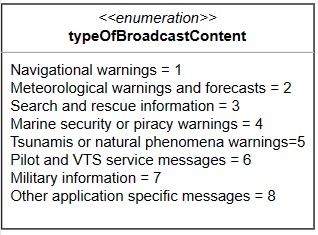 <<enumeration>>
typeOfBroadcastContent
Navigational warnings = 1
Meteorological warnings and forecasts = 2
Search and rescue information = 3
Marine security or piracy warnings = 4
Tsunamis or natural phenomena warnings=5
Pilot and VTS service messages = 6
Military information = 7
Other application specific messages = 8